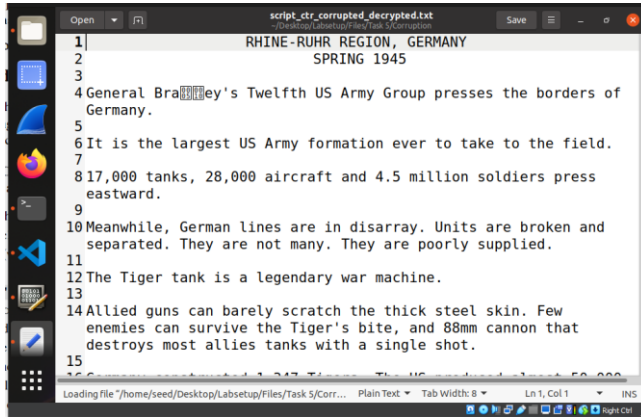 Open
script_ctr_corrupted_decrypted.txt
~/Desktop/Labsetup/Files/Task 5/Corruption
Save
1 RHINE-RUHR REGION, GERMANY
2 SPRING 1945
3
4 General Bra ey's Twelfth US Army Group presses the borders of
Germany.
5
6 It is the largest US Army formation ever to take to the field.
7
8 17,000 tanks, 28,000 aircraft and 4.5 million soldiers press
eastward.
9
10 Meanwhile, German lines are in disarray. Units are broken and
separated. They are not many. They are poorly supplied.
11
12 The Tiger tank is a legendary war machine.
13
14 Allied guns can barely scratch the thick steel skin. Few
enemies can survive the Tiger's bite, and 88mm cannon that
destroys most allies tanks with a single shot.
15
Loading file "/home/seed/Desktop/Labsetup/Files/Task 5/Corr... Plain Text Tab Width: 8 Ln 1, Col 1 INS
Right Ctrl